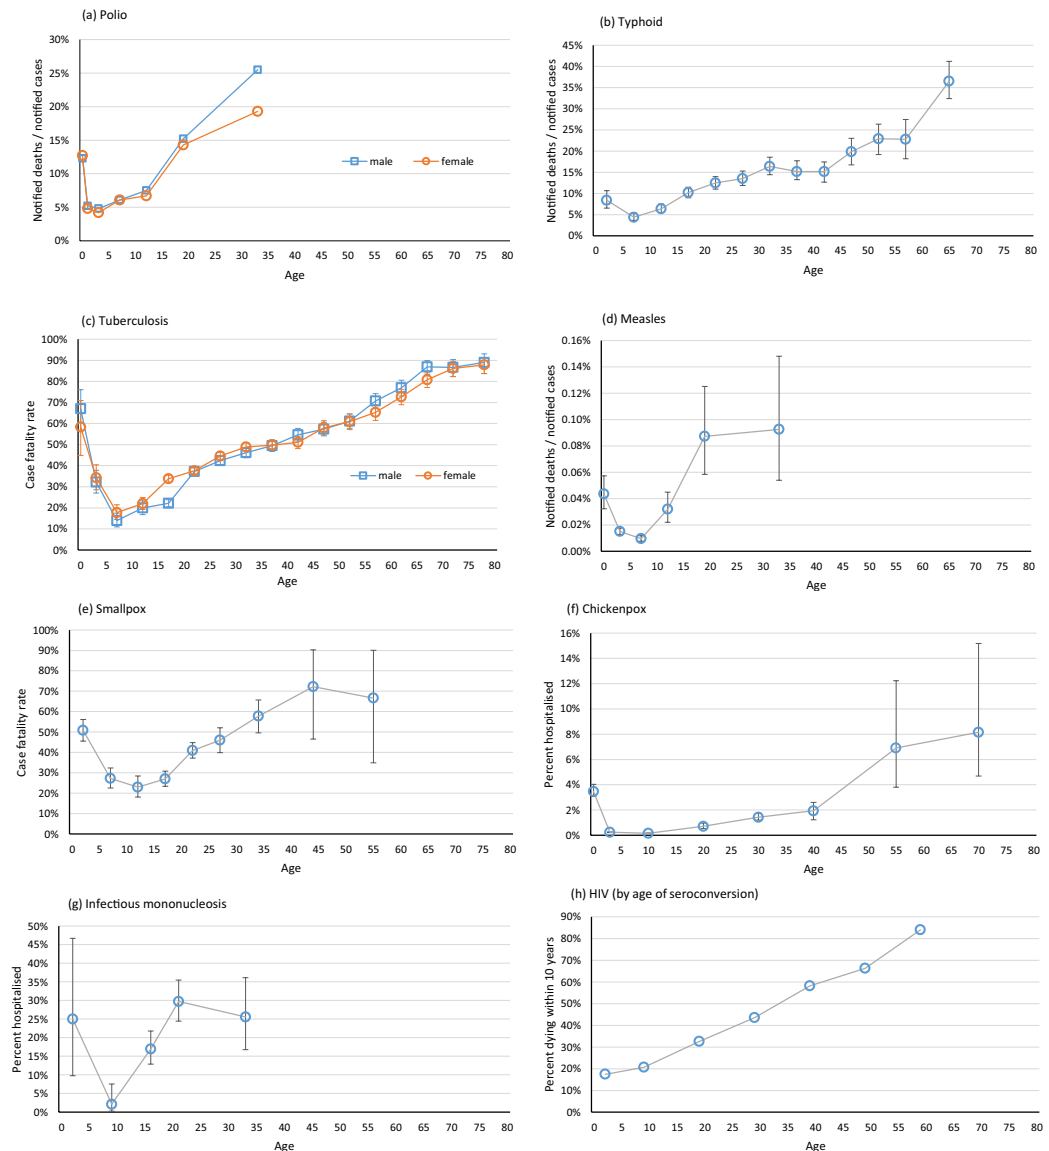 (a) Polio
Notified deaths / notified cases
30%
25%
20%
15%
10%
5%
0%
male
female
0 5 10 15 20 25 30 35 40 45 50 55 60 65 70 75 80
Age
(b) Typhoid
Notified deaths / notified cases
45%
40%
35%
30%
25%
20%
15%
10%
5%
0%
0 5 10 15 20 25 30 35 40 45 50 55 60 65 70 75 80
Age
(c) Tuberculosis
Case fatality rate
100%
90%
80%
70%
60%
50%
40%
30%
20%
10%
0%
male
female
0 5 10 15 20 25 30 35 40 45 50 55 60 65 70 75 80
Age
(d) Measles
Notified deaths / notified cases
0.16%
0.14%
0.12%
0.10%
0.08%
0.06%
0.04%
0.02%
0.00%
0 5 10 15 20 25 30 35 40 45 50 55 60 65 70 75 80
Age
(e) Smallpox
Case fatality rate
100%
90%
80%
70%
60%
50%
40%
30%
20%
10%
0%
0 5 10 15 20 25 30 35 40 45 50 55 60 65 70 75 80
Age
(f) Chickenpox
Percent hospitalised
16%
14%
12%
10%
8%
6%
4%
2%
0%
0 5 10 15 20 25 30 35 40 45 50 55 60 65 70 75 80
Age
(g) Infectious mononucleosis
Percent hospitalised
50%
45%
40%
35%
30%
25%
20%
15%
10%
5%
0%
0 5 10 15 20 25 30 35 40 45 50 55 60 65 70 75 80
Age
(h) HIV (by age of seroconversion)
Percent dying within 10 years
90%
80%
70%
60%
50%
40%
30%
20%
10%
0%
0 5 10 15 20 25 30 35 40 45 50 55 60 65 70 75 80
Age